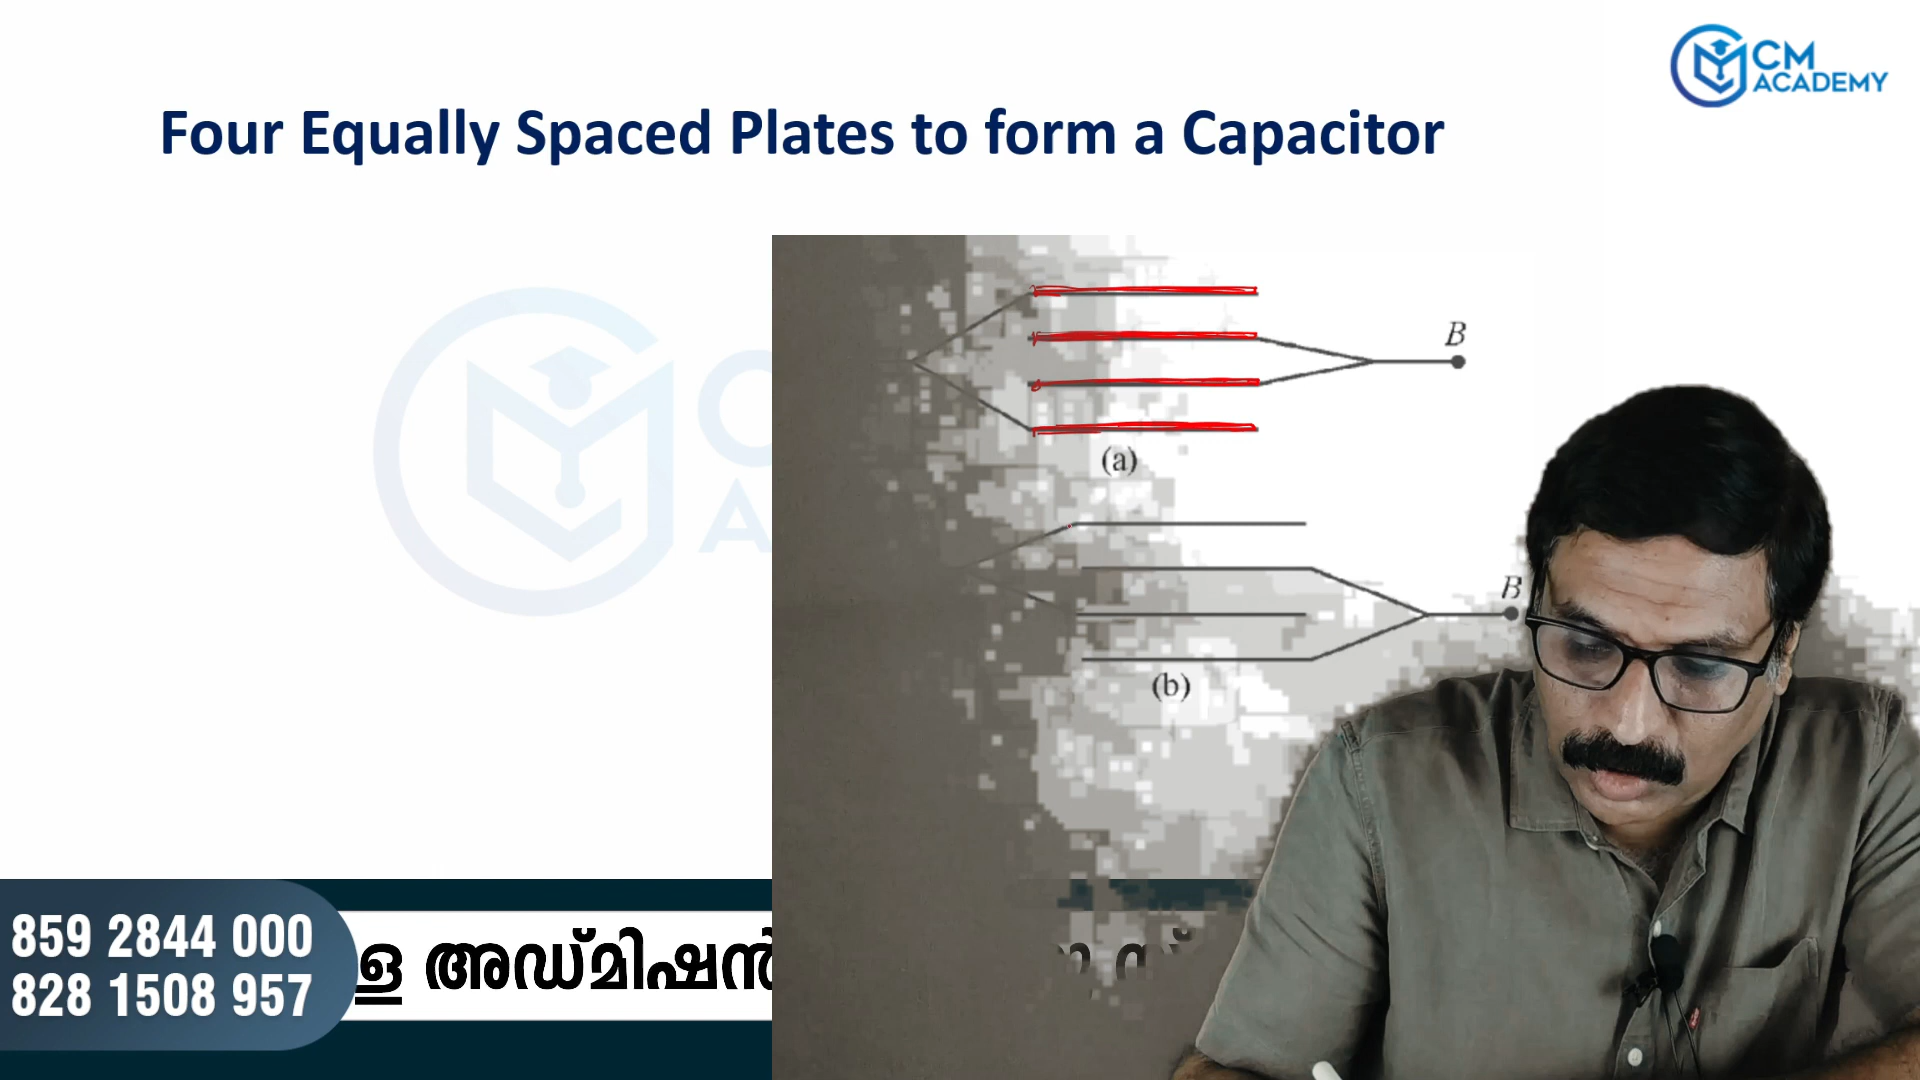 CM
ACADEMY
Four Equally Spaced Plates to form a Capacitor
B
(a)
B
(b)
859 2844 000
828 1508 957
ള അഡ്മിഷൻ